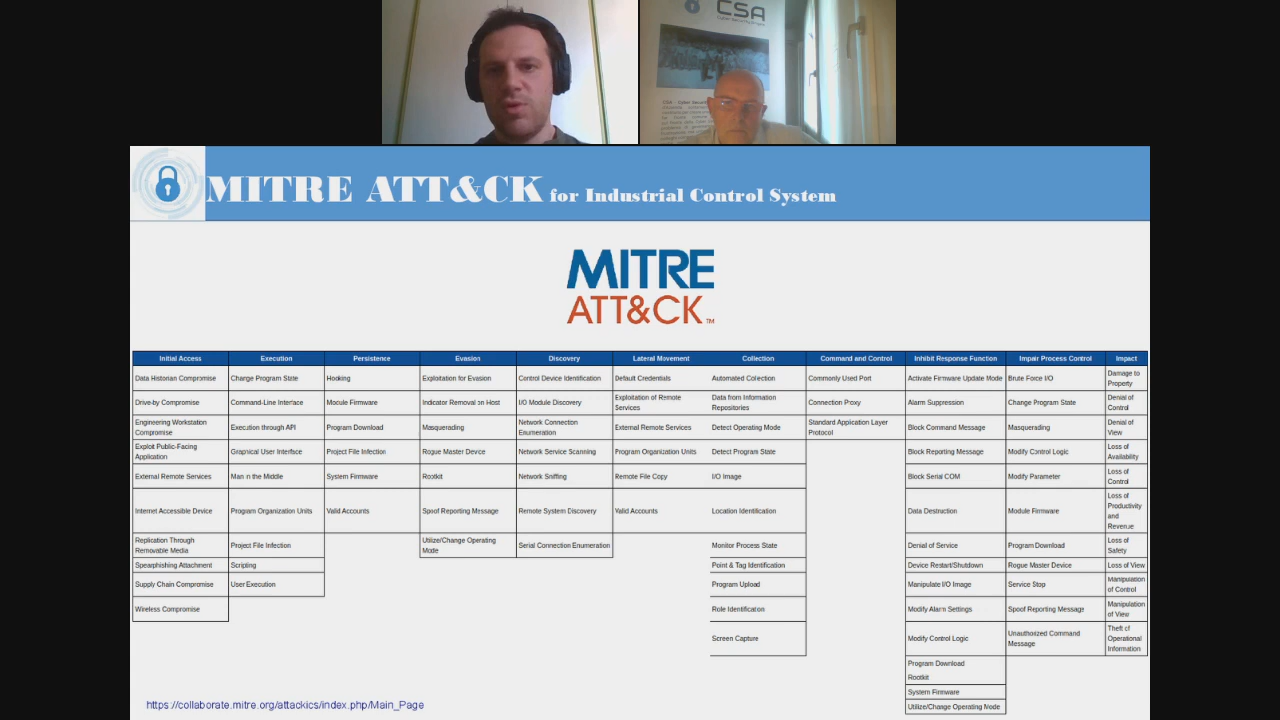 CSA
MITRE ATT&CK for Industrial Control System
MITRE
ATT&CK™
Initial Access
Execution
Persistence
Evasion
Discovery
Lateral Movement
Collection
Command and Control
Inhibit Response Function
Impair Process Control
Impact
Data Historian Compromise
Change Program State
Hooking
Exploitation for Evasion
Control Device Identification
Default Credentials
Automated Collection
Commonly Used Port
Activate Firmware Update Mode
Brute Force I/O
Damage to
Property
Drive-by Compromise
Command-Line Interface
Module Firmware
Indicator Removal on Host
I/O Module Discovery
Exploitation of Remote
Services
Data from Information
Repositories
Connection Proxy
Alarm Suppression
Change Program State
Denial of
Control
Engineering Workstation
Compromise
Execution through API
Program Download
Masquerading
Network Connection
Enumeration
External Remote Services
Detect Operating Mode
Standard Application Layer
Protocol
Block Command Message
Masquerading
Denial of
View
Exploit Public-Facing
Application
Graphical User Interface
Project File Infection
Rogue Master Device
Network Service Scanning
Program Organization Units
Detect Program State
Block Reporting Message
Modify Control Logic
Loss of
Availability
External Remote Services
Man in the Middle
System Firmware
Rootkit
Network Sniffing
Remote File Copy
I/O Image
Block Serial COM
Modify Parameter
Loss of
Control
Internet Accessible Device
Program Organization Units
Valid Accounts
Spoof Reporting Message
Remote System Discovery
Valid Accounts
Location Identification
Data Destruction
Module Firmware
Loss of
Productivity
and
Revenue
Replication Through
Removable Media
Project File Infection
Utilize/Change Operating
Mode
Serial Connection Enumeration
Monitor Process State
Denial of Service
Program Download
Loss of
Safety
Spearphishing Attachment
Scripting
Point & Tag Identification
Device Restart/Shutdown
Rogue Master Device
Loss of View
Supply Chain Compromise
User Execution
Program Upload
Manipulate I/O Image
Service Stop
Manipulation
of Control
Wireless Compromise
Role Identification
Modify Alarm Settings
Spoof Reporting Message
Manipulation
of View
Screen Capture
Modify Control Logic
Unauthorized Command
Message
Theft of
Operational
Information
Program Download
Rootkit
System Firmware
Utilize/Change Operating Mode
https://collaborate.mitre.org/attackics/index.php/Main_Page